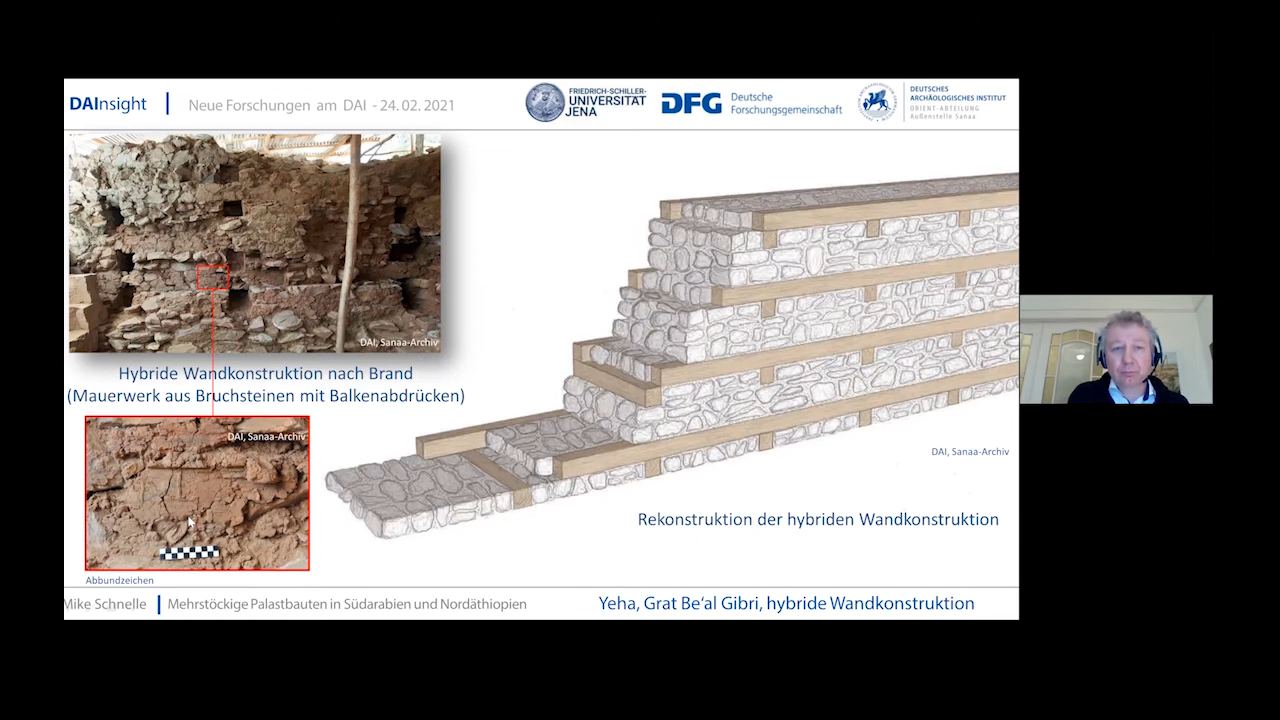 DAInsight | Neue Forschungen am DAI - 24.02.2021
FRIEDRICH-SCHILLER-
UNIVERSITÄT
JENA
DFG Deutsche
Forschungsgemeinschaft
DEUTSCHES
ARCHÄOLOGISCHES INSTITUT
ORIENT-ABTEILUNG
Außenstelle Sanaa
DAI, Sanaa-Archiv
Hybride Wandkonstruktion nach Brand
(Mauerwerk aus Bruchsteinen mit Balkenabdrücken)
DAI, Sanaa-Archiv
Abbundzeichen
DAI, Sanaa-Archiv
Rekonstruktion der hybriden Wandkonstruktion
Mike Schnelle | Mehrstöckige Palastbauten in Südarabien und Nordäthiopien
Yeha, Grat Be‘al Gibri, hybride Wandkonstruktion